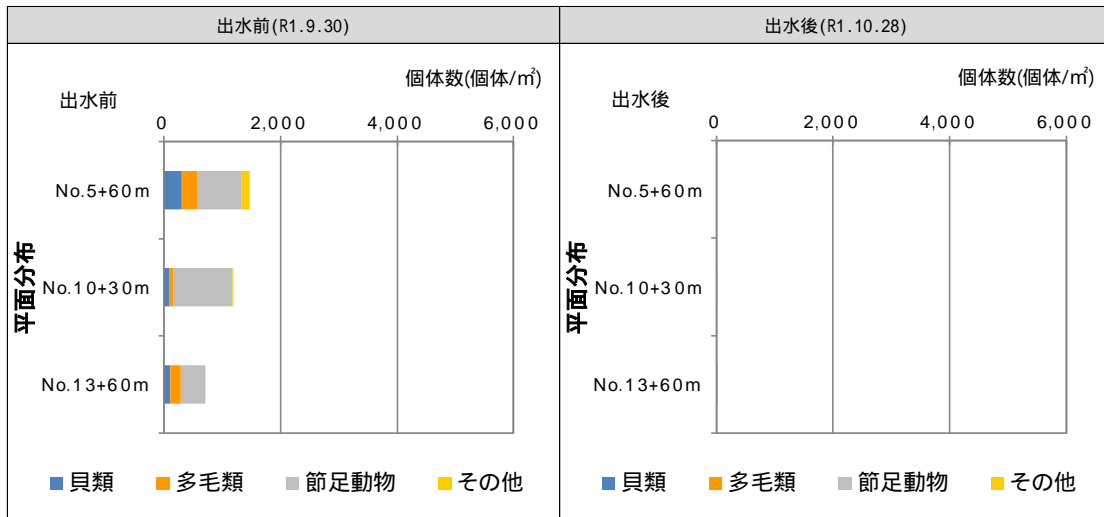 出水前(R1.9.30)
出水後(R1.10.28)
個体数(個体/㎡)
出水前
0 2,000 4,000 6,000
No.5+60m
No.10+30m
No.13+60m
平面分布
貝類 多毛類 節足動物 その他
個体数(個体/㎡)
出水後
0 2,000 4,000 6,000
No.5+60m
No.10+30m
No.13+60m
平面分布
貝類 多毛類 節足動物 その他